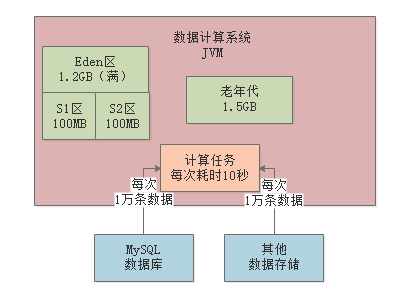 数据计算系统
JVM
Eden区
1.2GB（满）
S1区
100MB
S2区
100MB
老年代
1.5GB
计算任务
每次耗时10秒
每次
1万条数据
每次
1万条数据
MySQL
数据库
其他
数据存储